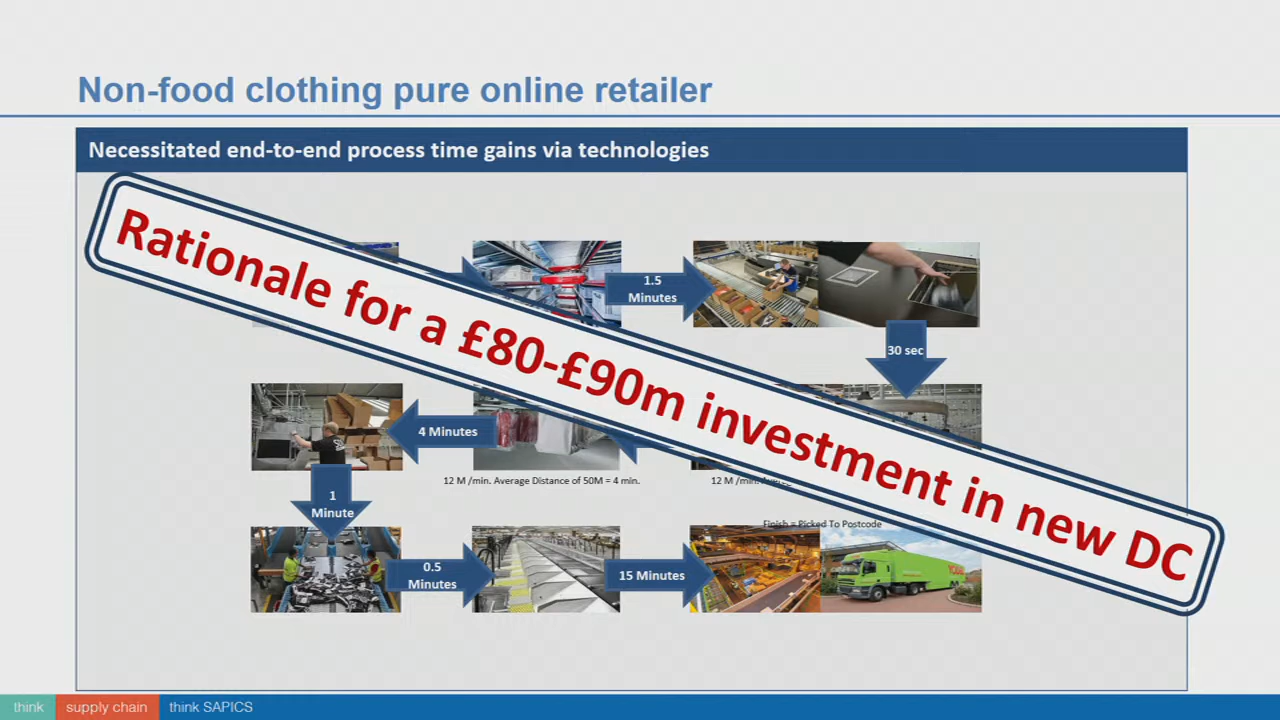 Non-food clothing pure online retailer
Necessitated end-to-end process time gains via technologies
Rationale for a £80-£90m investment in new DC
1.5
Minutes
30 sec
4 Minutes
12 M /min. Average Distance of 50M = 4 min.
12 M /min.
1
Minute
Finish = Picked To Postcode
0.5
Minutes
15 Minutes
think
supply chain
think SAPICS